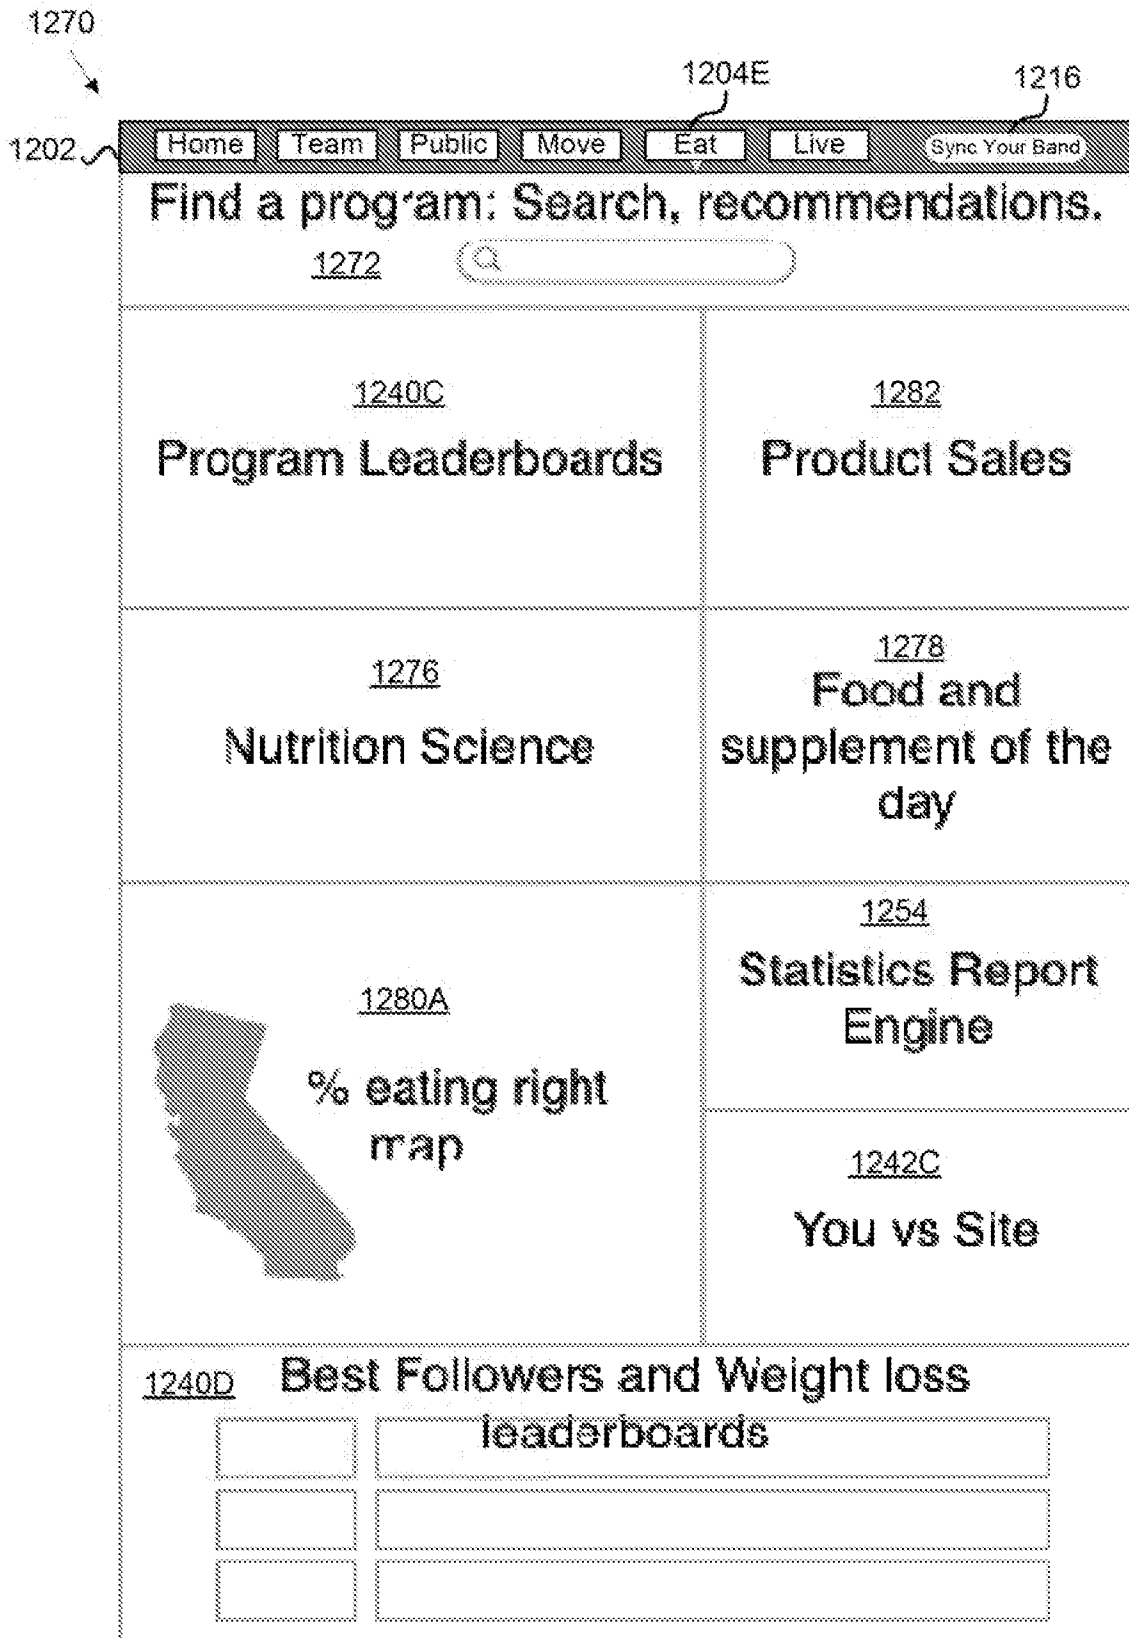 1270
1204E
1216
1202
Home Team Public Move Eat Live Sync Your Band
Find a program: Search, recommendations.
1272
1240C
Program Leaderboards
1282
Product Sales
1276
Nutrition Science
1278
Food and
supplement of the
day
1280A
% eating right
map
1254
Statistics Report
Engine
1242C
You vs Site
1240D Best Followers and Weight loss
leaderboards